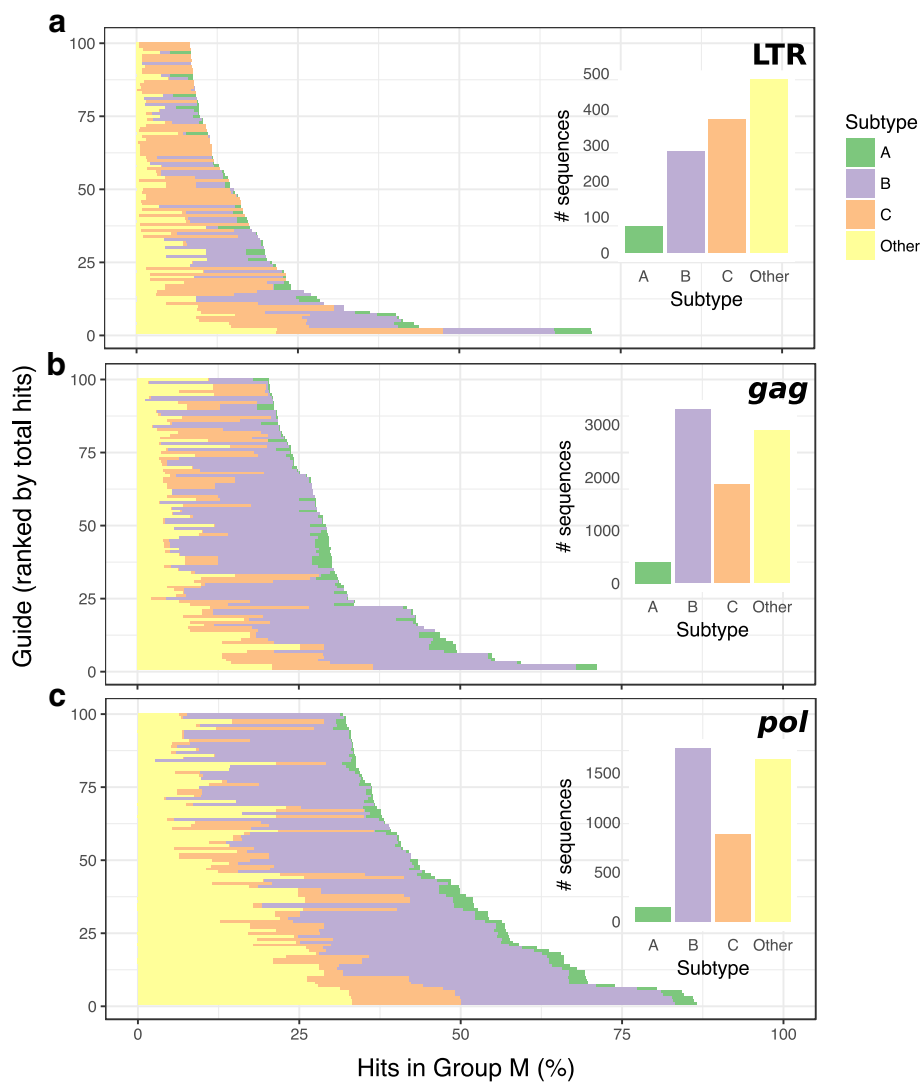 a
LTR
100
75
50
25
0
# sequences
500
400
300
200
100
0
A B C Other
Subtype
Subtype
A
B
C
Other
Guide (ranked by total hits)
b
gag
100
75
50
25
0
# sequences
3000
2000
1000
0
A B C Other
Subtype
c
pol
100
75
50
25
0
# sequences
1500
1000
500
0
A B C Other
Subtype
0 25 50 75 100
Hits in Group M (%)